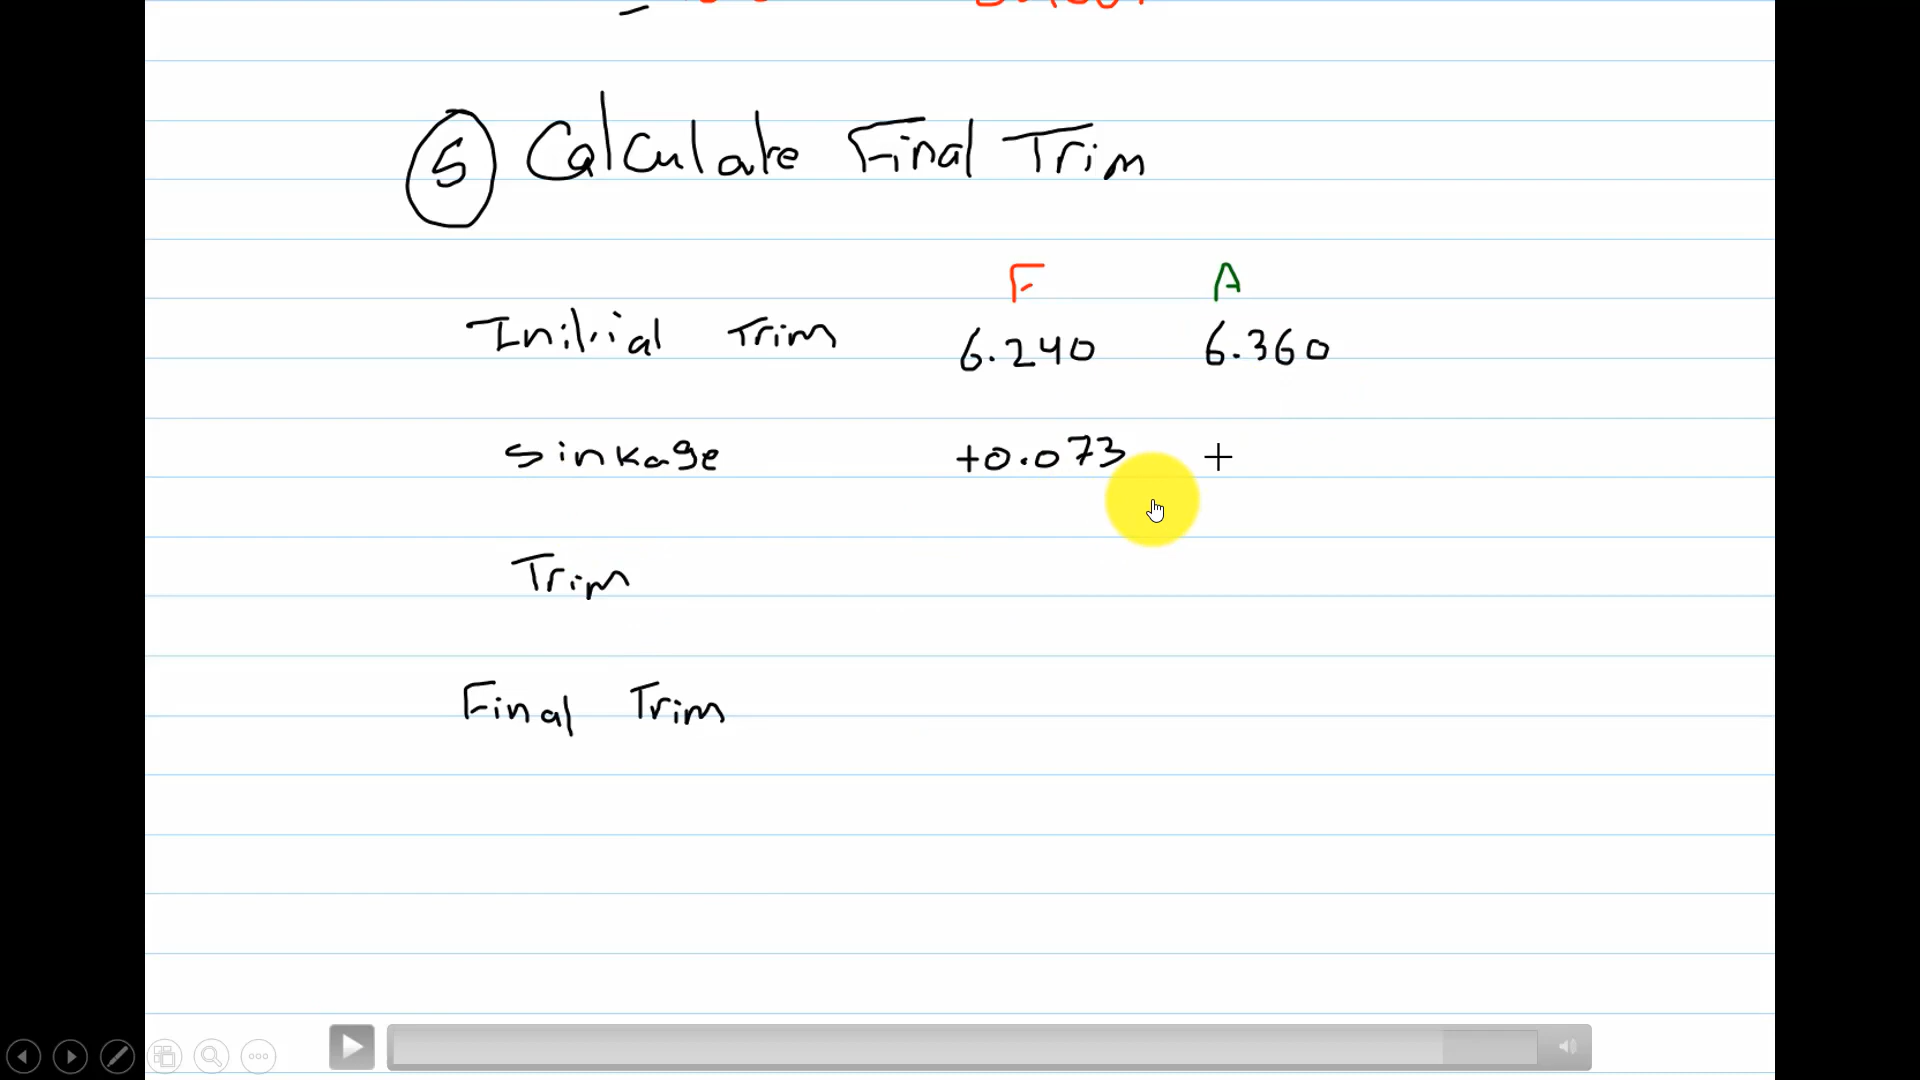 5 Calculate Final Trim
F A
Initial Trim 6.240 6.360
Sinkage +0.073 +
Trim
Final Trim